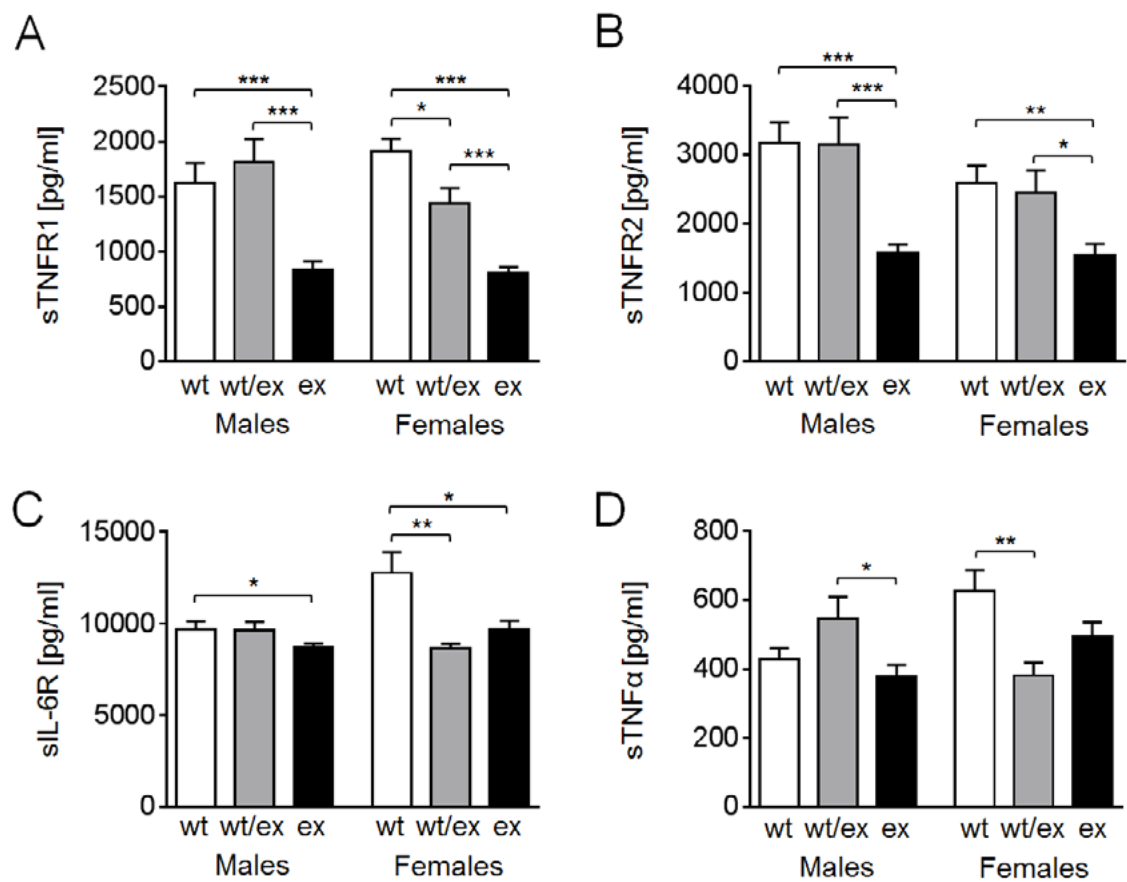 A
sTNFR1 [pg/ml]
2500
2000
1500
1000
500
0
***
***
***
*
***
wt wt/ex ex wt wt/ex ex
Males Females
B
sTNFR2 [pg/ml]
4000
3000
2000
1000
0
***
***
**
*
wt wt/ex ex wt wt/ex ex
Males Females
C
sIL-6R [pg/ml]
15000
10000
5000
0
*
*
**
wt wt/ex ex wt wt/ex ex
Males Females
D
sTNFα [pg/ml]
800
600
400
200
0
*
**
wt wt/ex ex wt wt/ex ex
Males Females